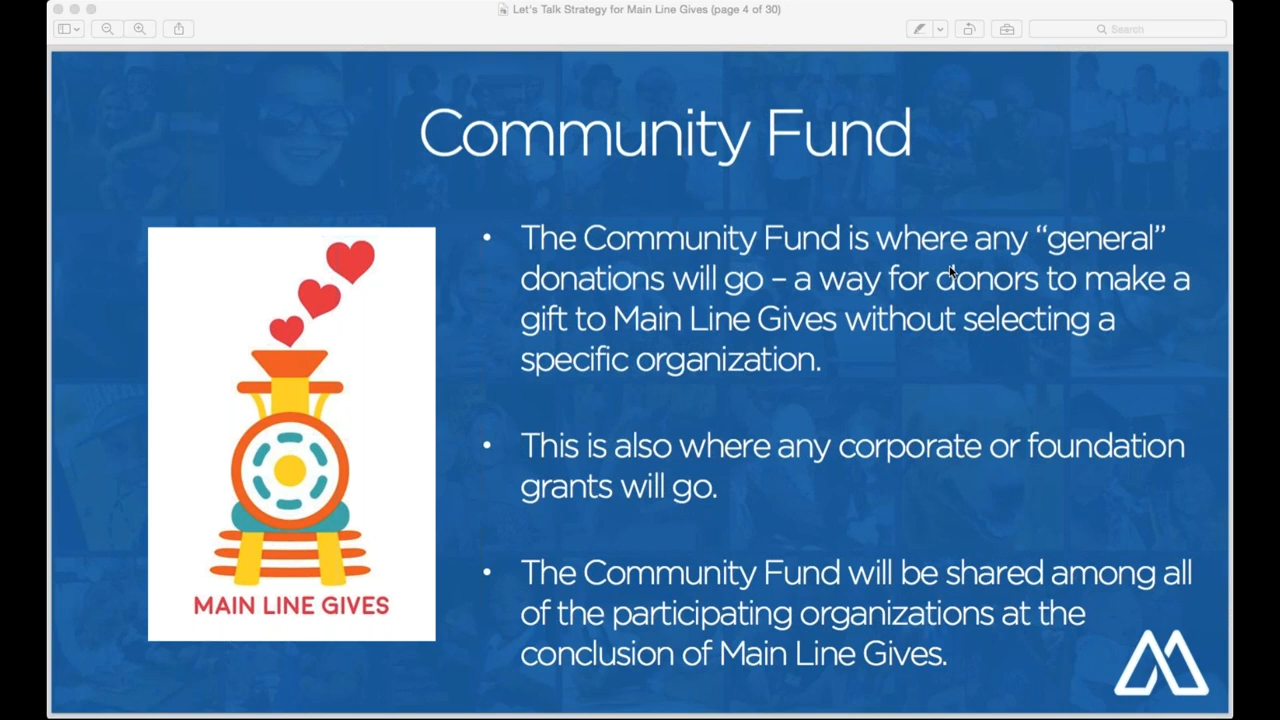 Let's Talk Strategy for Main Line Gives (page 4 of 30)
Search
Community Fund
• The Community Fund is where any “general”
donations will go – a way for donors to make a
gift to Main Line Gives without selecting a
specific organization.
• This is also where any corporate or foundation
grants will go.
• The Community Fund will be shared among all
of the participating organizations at the
conclusion of Main Line Gives.
MAIN LINE GIVES